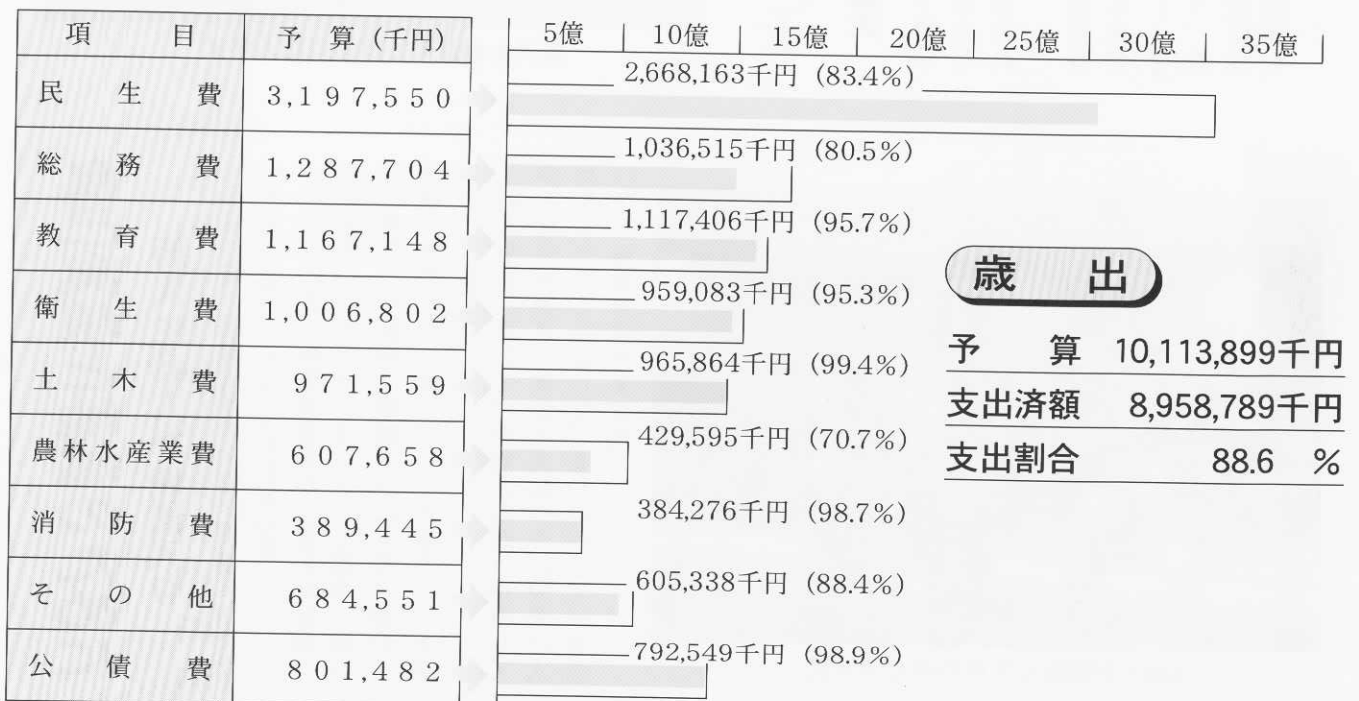 項目 予算(千円) 5億 10億 15億 20億 25億 30億 35億
民生費 3,197,550 2,668,163千円 (83.4%)
総務費 1,287,704 1,036,515千円 (80.5%)
教育費 1,167,148 1,117,406千円 (95.7%)
衛生費 1,006,802 959,083千円 (95.3%)
土木費 971,559 965,864千円 (99.4%)
農林水産業費 607,658 429,595千円 (70.7%)
消防費 389,445 384,276千円 (98.7%)
その他 684,551 605,338千円 (88.4%)
公債費 801,482 792,549千円 (98.9%)
歳出
予算 10,113,899千円
支出済額 8,958,789千円
支出割合 88.6 %